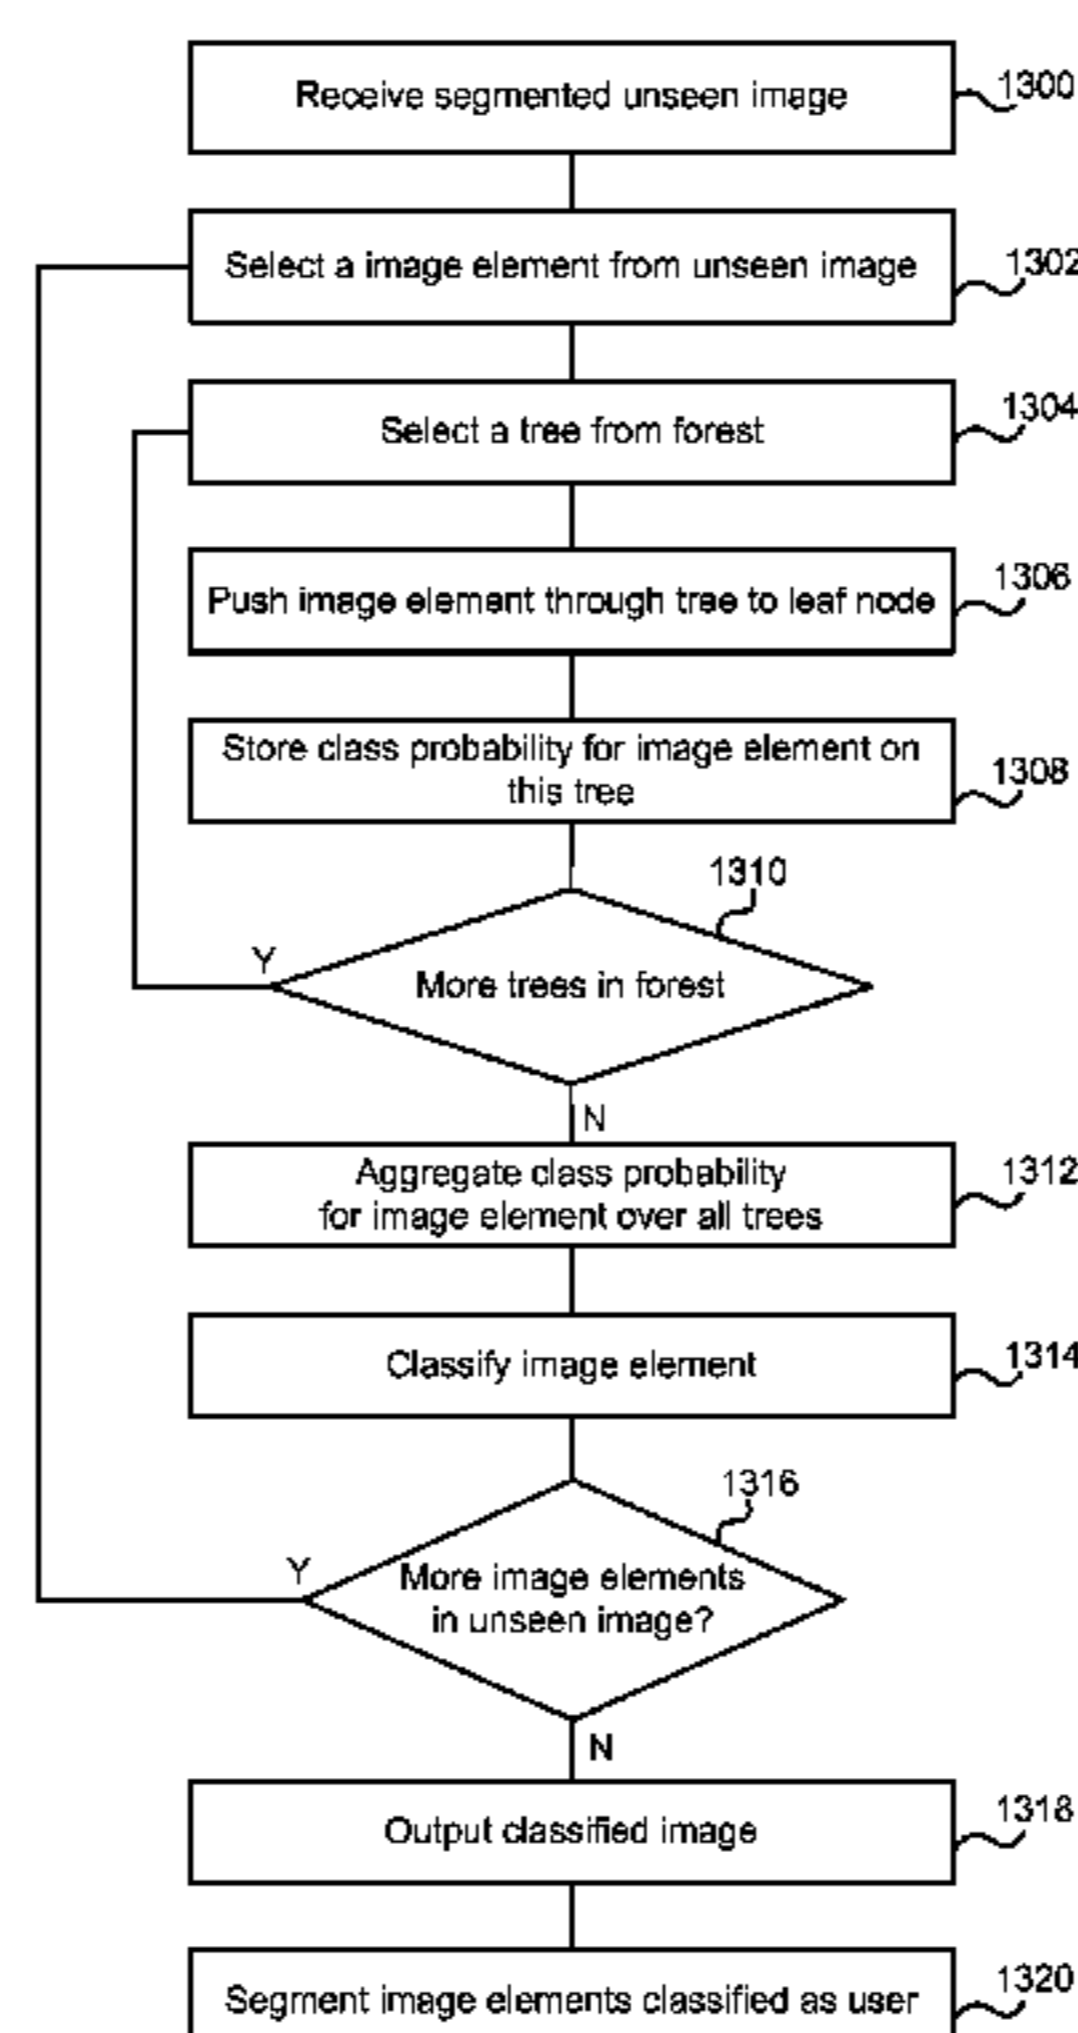 Receive segmented unseen image
1300
Select a image element from unseen image
1302
Select a tree from forest
1304
Push image element through tree to leaf node
1306
Store class probability for image element on
this tree
1308
1310
More trees in forest
Y
N
Aggregate class probability
for image element over all trees
1312
Classify image element
1314
1316
More image elements
in unseen image?
Y
N
Output classified image
1318
Segment image elements classified as user
1320